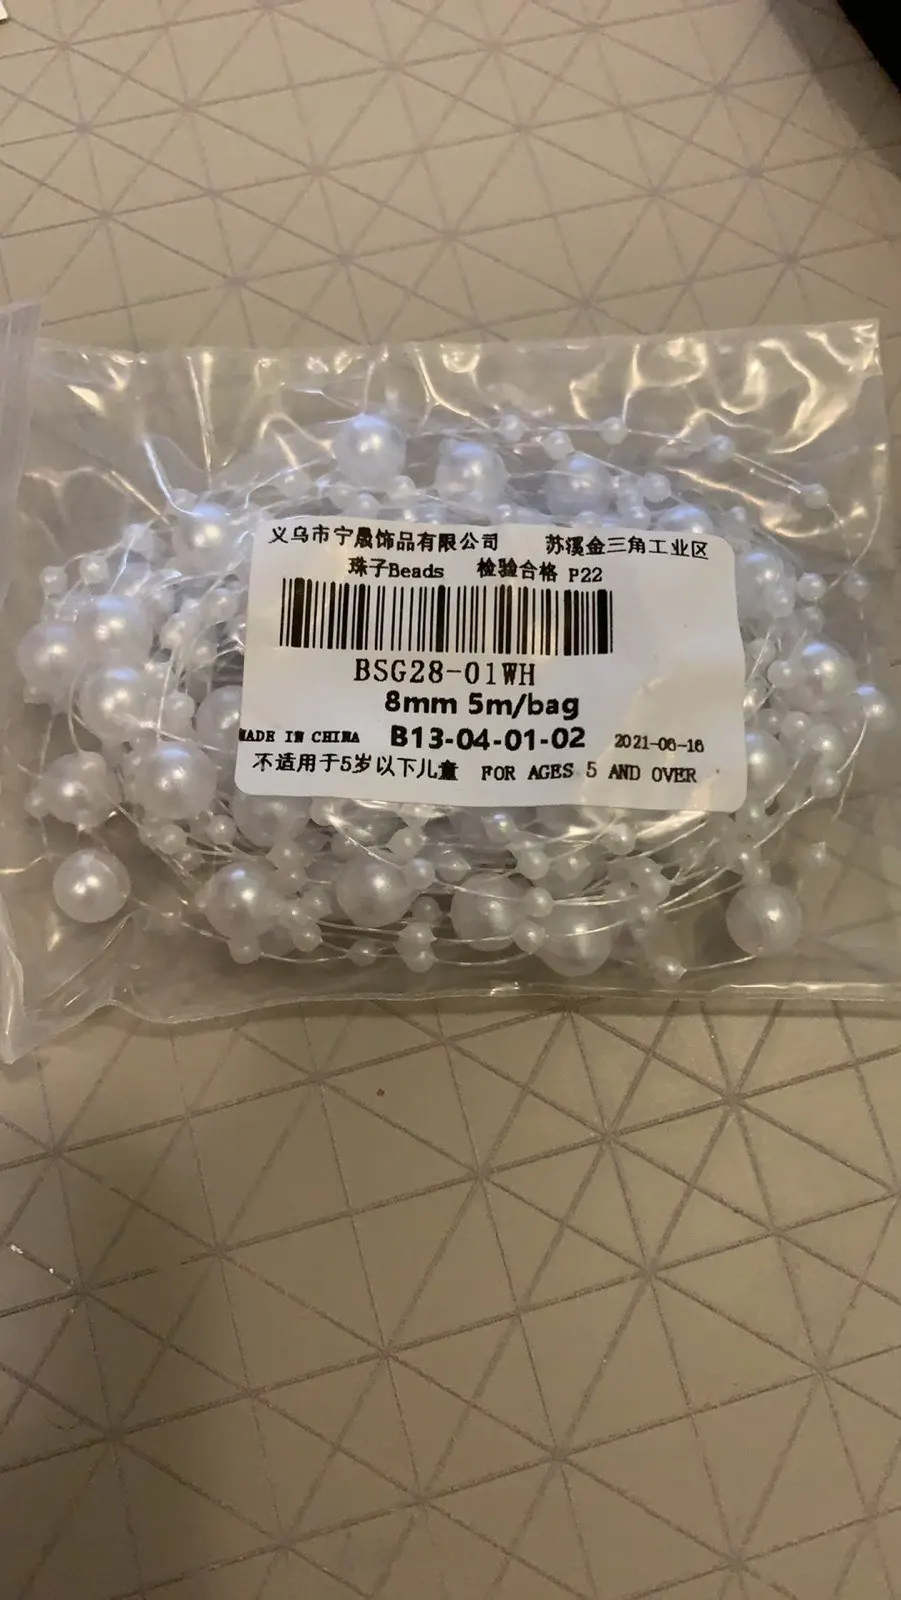 义乌市宁晟饰品有限公司 苏溪金三角工业区
珠子Beads 检验合格 P22
BSG28-01WH
8mm 5m/bag
MADE IN CHINA B13-04-01-02 2021-06-16
不适用于5岁以下儿童 FOR AGES 5 AND OVER